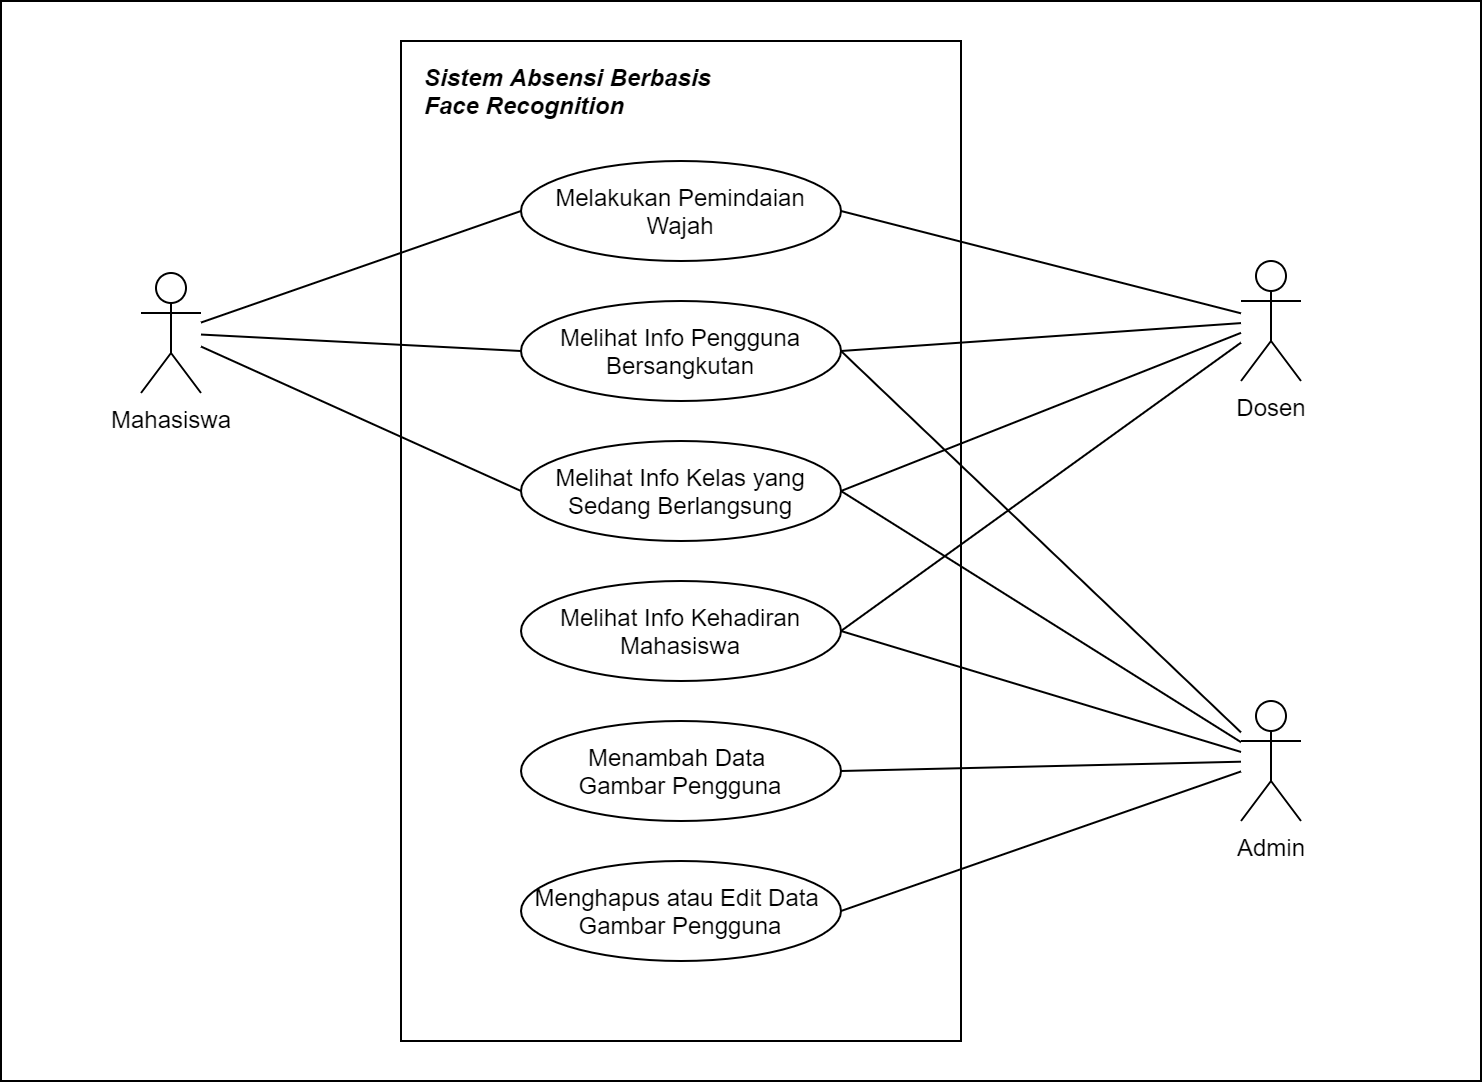 Sistem Absensi Berbasis
Face Recognition
Melakukan Pemindaian
Wajah
Melihat Info Pengguna
Bersangkutan
Mahasiswa
Dosen
Melihat Info Kelas yang
Sedang Berlangsung
Melihat Info Kehadiran
Mahasiswa
Menambah Data
Gambar Pengguna
Admin
Menghapus atau Edit Data
Gambar Pengguna